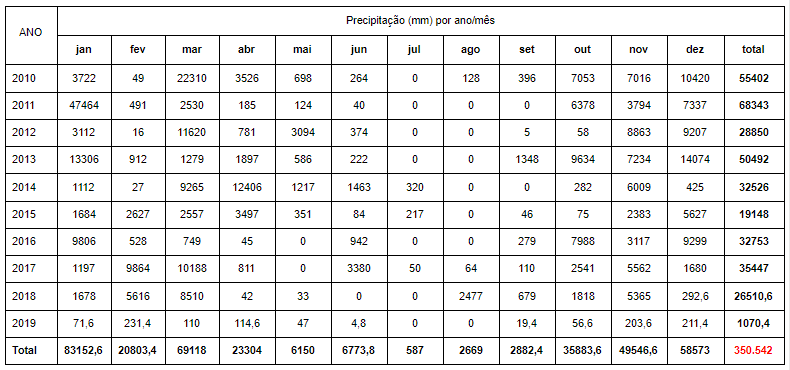 ANO Precipitação (mm) por ano/mês
jan fev mar abr mai jun jul ago set out nov dez total
2010 3722 49 22310 3526 698 264 0 128 396 7053 7016 10420 55402
2011 47464 491 2530 185 124 40 0 0 0 6378 3794 7337 68343
2012 3112 16 11620 781 3094 374 0 0 5 58 8863 9207 28850
2013 13306 912 1279 1897 586 222 0 0 1348 9634 7234 14074 50492
2014 1112 27 9265 12406 1217 1463 320 0 0 282 6009 425 32526
2015 1684 2627 2557 3497 351 84 217 0 46 75 2383 5627 19148
2016 9806 528 749 45 0 942 0 0 279 7988 3117 9299 32753
2017 1197 9864 10188 811 0 3380 50 64 110 2541 5562 1680 35447
2018 1678 5616 8510 42 33 0 0 2477 679 1818 5365 292,6 26510,6
2019 71,6 231,4 110 114,6 47 4,8 0 0 19,4 56,6 203,6 211,4 1070,4
Total 83152,6 20803,4 69118 23304 6150 6773,8 587 2669 2882,4 35883,6 49546,6 58573 350.542